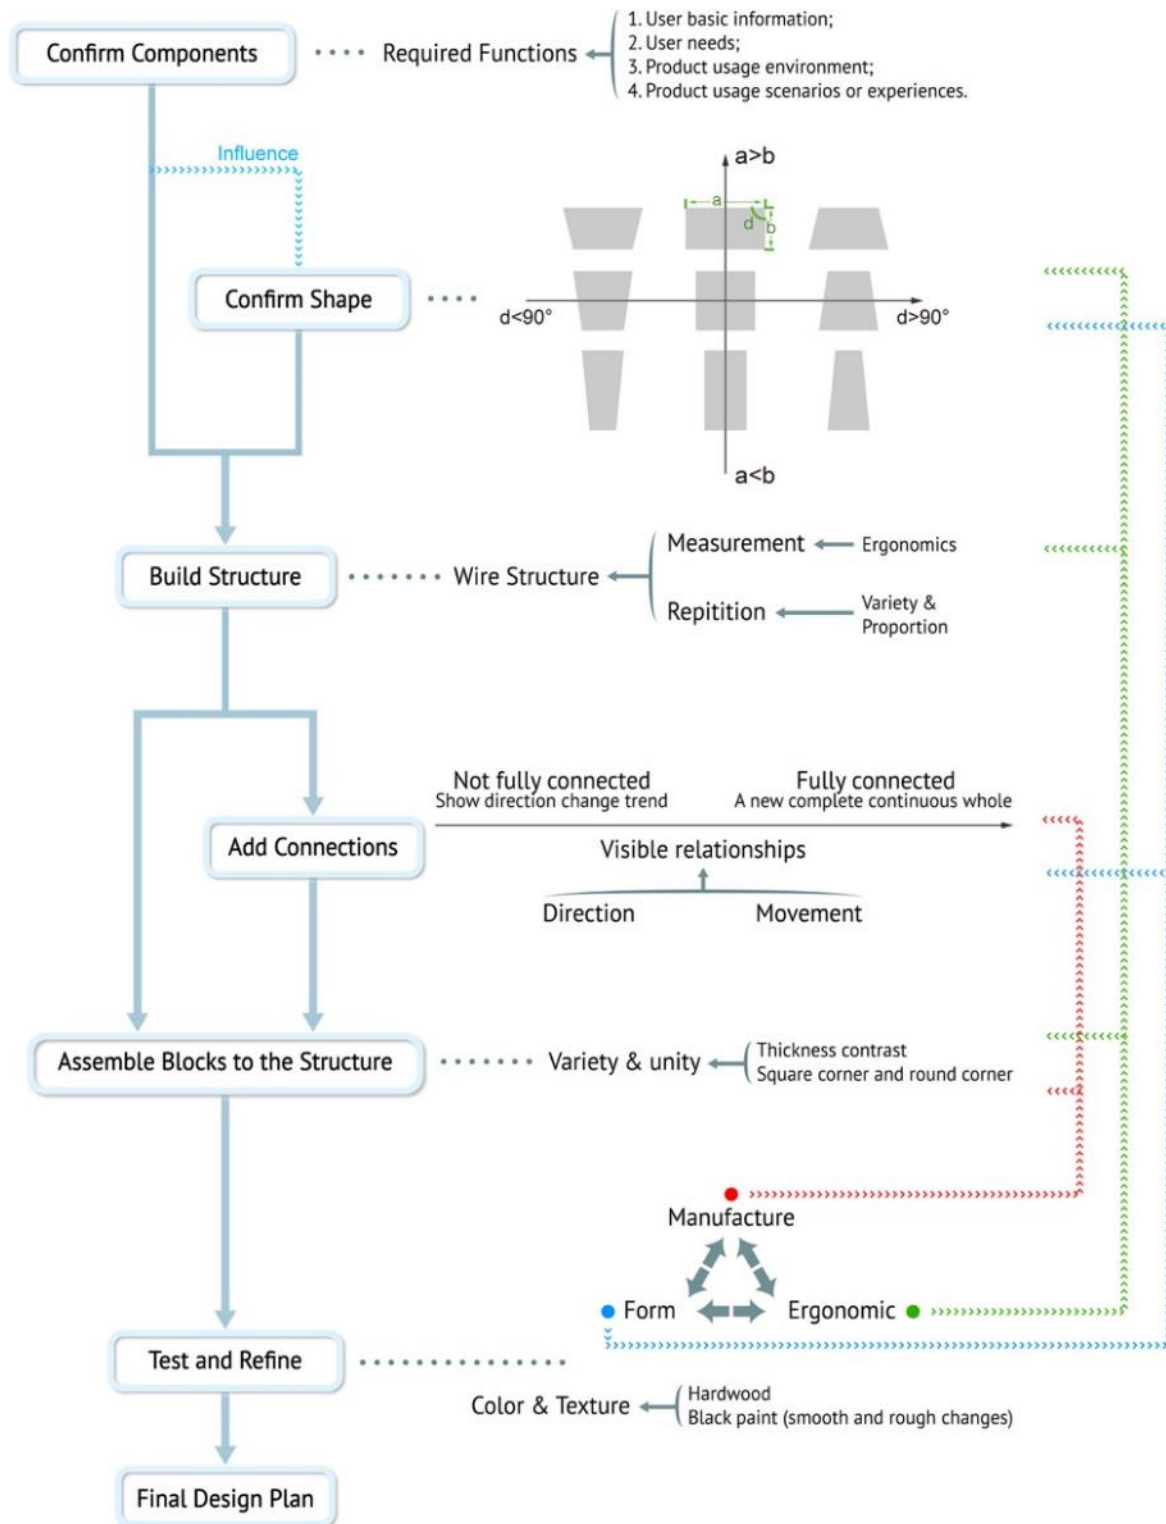 Confirm Components
Required Functions
1. User basic information;
2. User needs;
3. Product usage environment;
4. Product usage scenarios or experiences.
Influence
a>b
a
d
b
Confirm Shape
d<90°
d>90°
a<b
Build Structure
Wire Structure
Measurement
Ergonomics
Repitition
Variety &
Proportion
Not fully connected
Show direction change trend
Fully connected
A new complete continuous whole
Add Connections
Visible relationships
Direction
Movement
Assemble Blocks to the Structure
Variety & unity
Thickness contrast
Square corner and round corner
Manufacture
Form
Ergonomic
Test and Refine
Color & Texture
Hardwood
Black paint (smooth and rough changes)
Final Design Plan